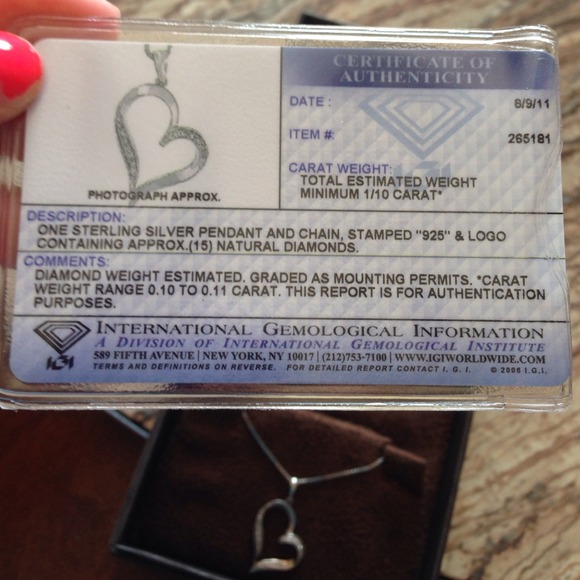 CERTIFICATE OF
AUTHENTICITY
DATE : 8/9/11
ITEM #: 265181
CARAT WEIGHT:
TOTAL ESTIMATED WEIGHT
MINIMUM 1/10 CARAT*
PHOTOGRAPH APPROX.
DESCRIPTION:
ONE STERLING SILVER PENDANT AND CHAIN, STAMPED "925" & LOGO
CONTAINING APPROX.(15) NATURAL DIAMONDS.
COMMENTS:
DIAMOND WEIGHT ESTIMATED. GRADED AS MOUNTING PERMITS. *CARAT
WEIGHT RANGE 0.10 TO 0.11 CARAT. THIS REPORT IS FOR AUTHENTICATION
PURPOSES.
INTERNATIONAL GEMOLOGICAL INFORMATION
A DIVISION OF INTERNATIONAL GEMOLOGICAL INSTITUTE
IGI 589 FIFTH AVENUE | NEW YORK, NY 10017 | (212)753-7100 | WWW.IGIWORLDWIDE.COM
TERMS AND DEFINITIONS ON REVERSE. FOR DETAILED REPORT CONTACT I. G. I. © 2006 I.G.I.